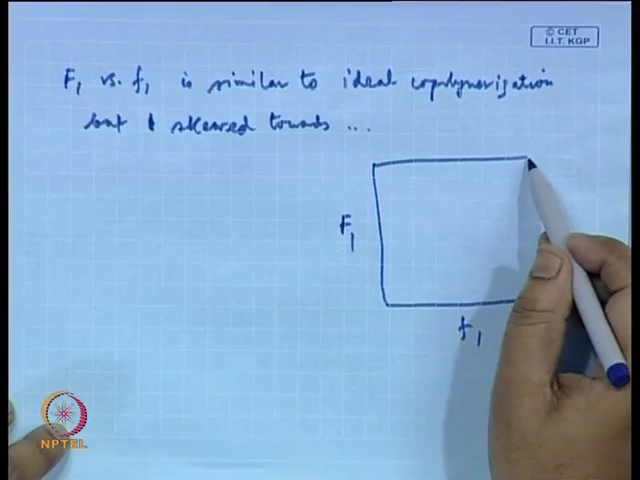 © CET
I.I.T. KGP
F₁ vs. f₁ is similar to ideal copolymerization
but skewed towards ...
F₁
f₁
NPTEL